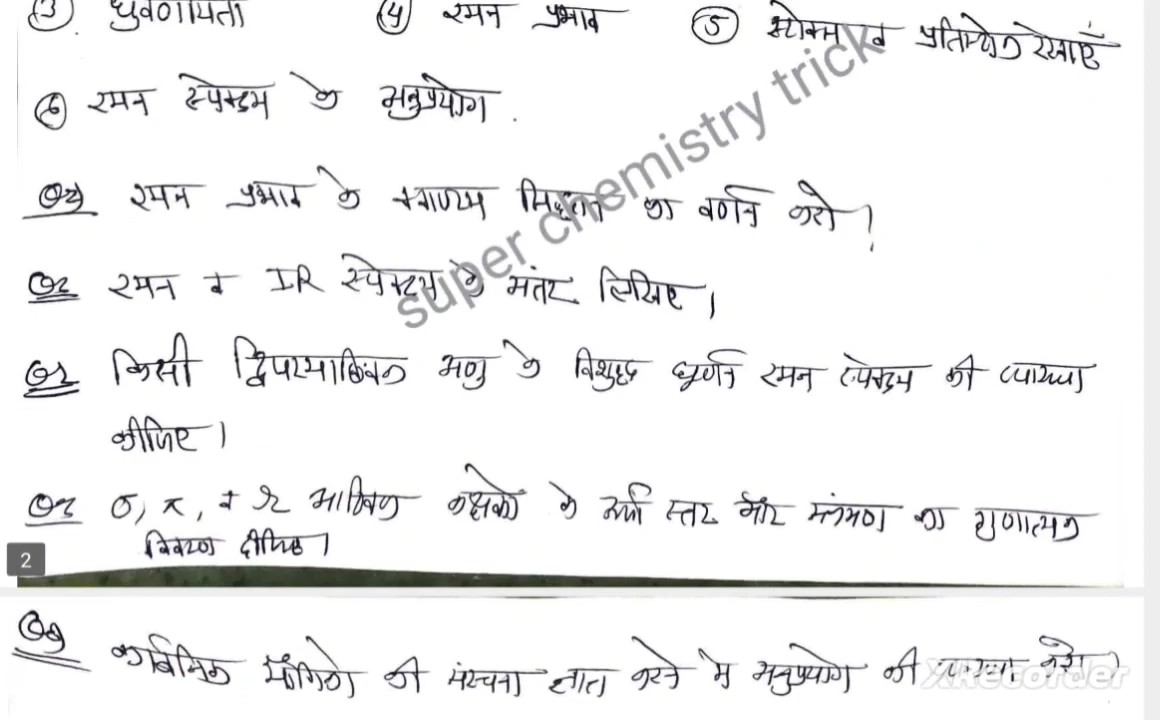 (3) ध्रुवणीयता (4) रमन प्रभाव (5) स्टोक्स व प्रतिस्टोक रेखाएँ
(6) रमन स्पेक्ट्रम के अनुप्रयोग .
Q= रमन प्रभाव के क्वाण्टम सिद्धान्त का वर्णन करो ?
Q= रमन व IR स्पेक्ट्रम में अंतर लिखिए।
Q= किसी द्विपरमाण्विक अणु के विशुद्ध घूर्णन रमन स्पेक्ट्रम की व्याख्या
कीजिए।
Q= σ, π, व n आण्विक कक्षकों के ऊर्जा स्तर और संक्रमण का गुणात्मक
विवरण दीजिए।
2
Q= कार्बनिक यौगिको की संरचना ज्ञात करने में अनुप्रयोग की व्याख्या करो।
super chemistry trick
XRecorder